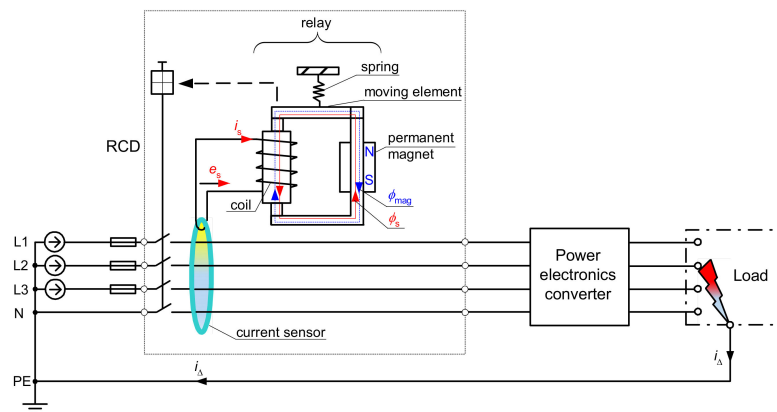 relay
spring
moving element
RCD
iₛ
permanent
magnet
N
S
eₛ
coil
ϕmag
ϕₛ
L1
L2
L3
N
Power
electronics
converter
Load
current sensor
iΔ
iΔ
PE